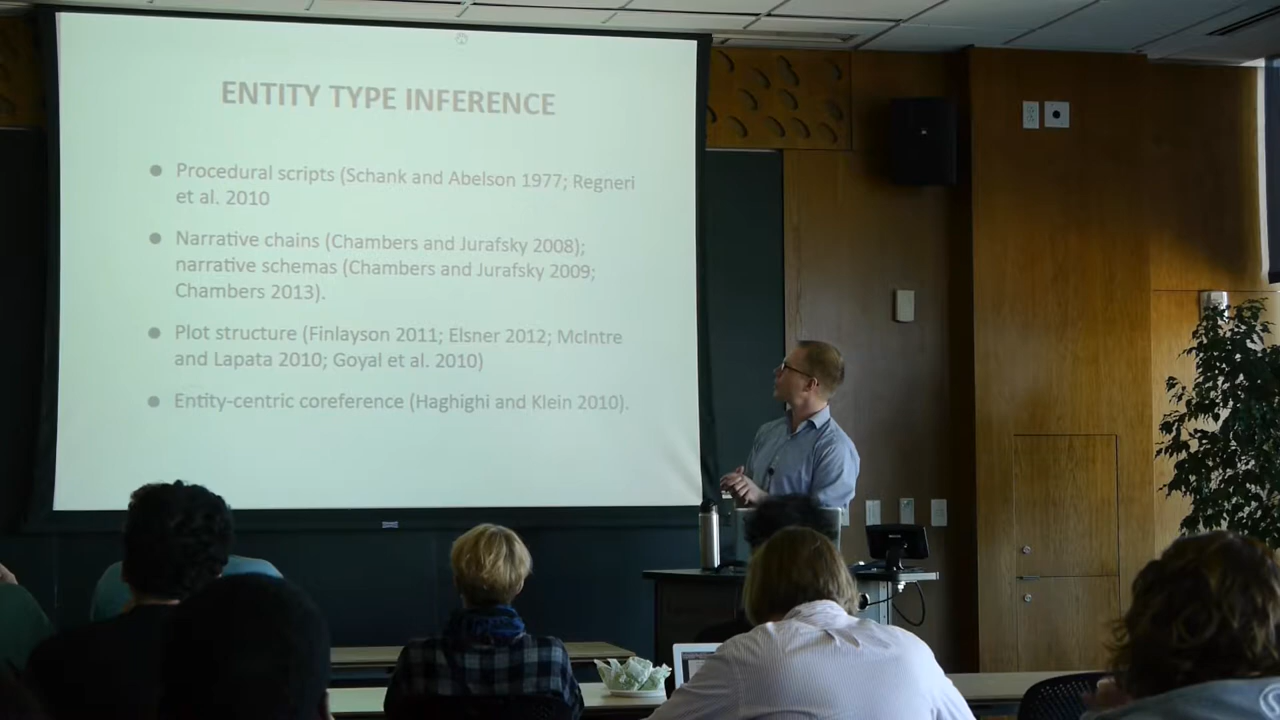 ENTITY TYPE INFERENCE
Procedural scripts (Schank and Abelson 1977; Regneri
et al. 2010
Narrative chains (Chambers and Jurafsky 2008);
narrative schemas (Chambers and Jurafsky 2009;
Chambers 2013).
Plot structure (Finlayson 2011; Elsner 2012; McIntre
and Lapata 2010; Goyal et al. 2010)
Entity-centric coreference (Haghighi and Klein 2010).